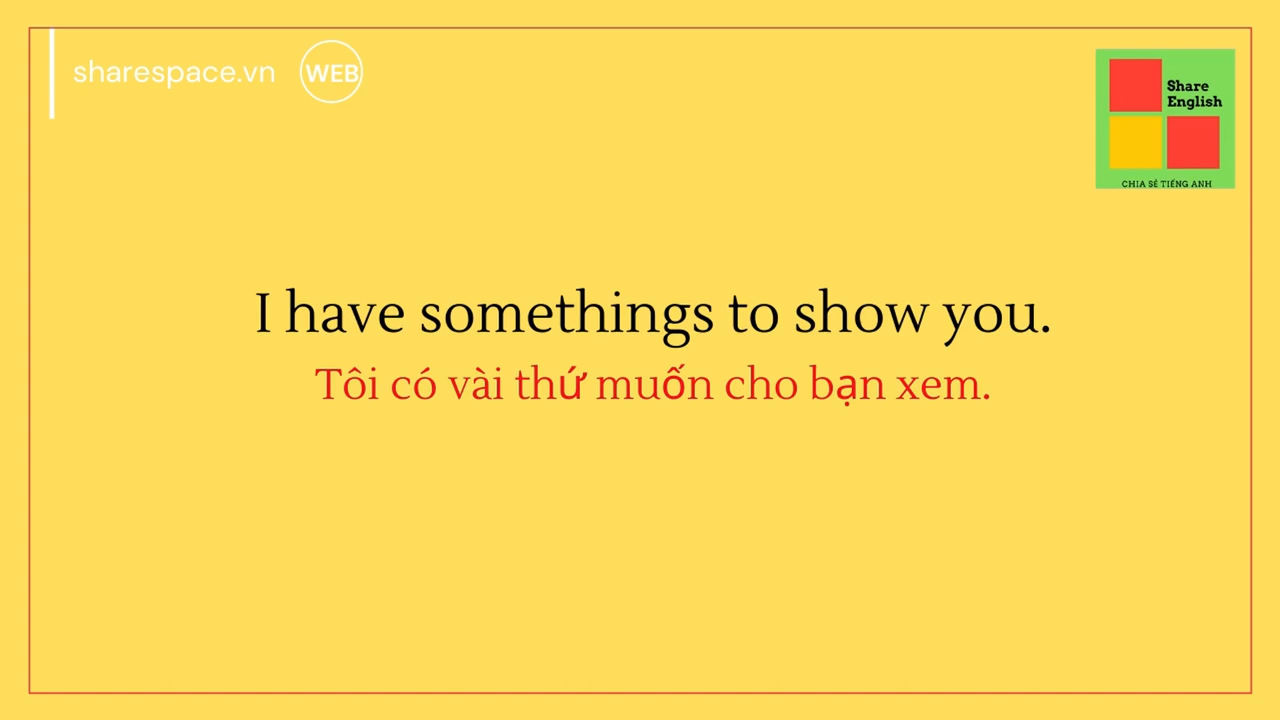 sharespace.vn WEB
Share
English
CHIA SẺ TIẾNG ANH
I have somethings to show you.
Tôi có vài thứ muốn cho bạn xem.